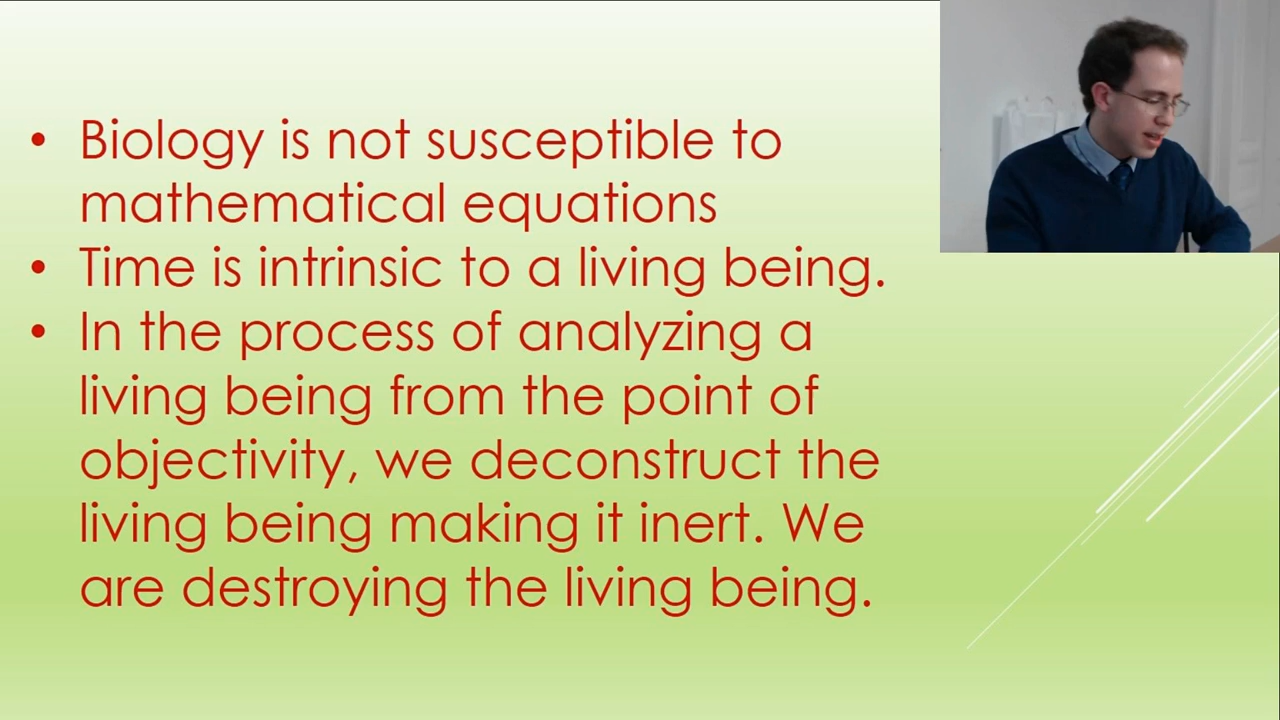 • Biology is not susceptible to
mathematical equations
• Time is intrinsic to a living being.
• In the process of analyzing a
living being from the point of
objectivity, we deconstruct the
living being making it inert. We
are destroying the living being.